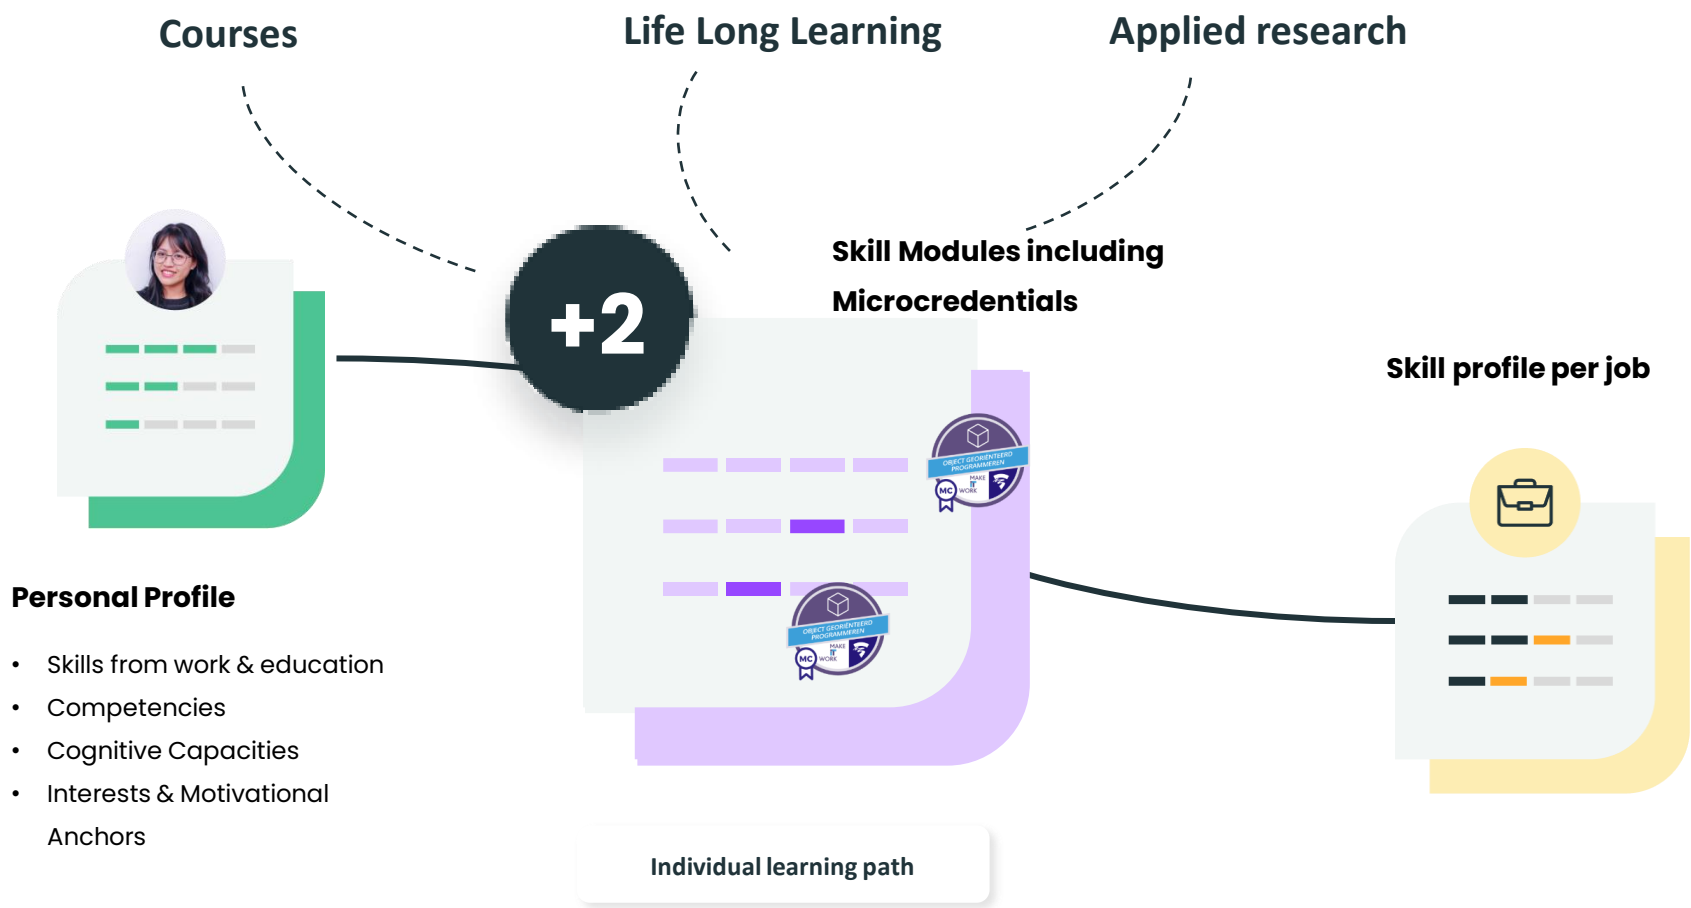 Courses
Life Long Learning
Applied research
+2
Skill Modules including
Microcredentials
Skill profile per job
OBJECT GEORIËNTEERD
PROGRAMMEREN
MC
MAKE
IT
WORK
OBJECT GEORIËNTEERD
PROGRAMMEREN
MC
MAKE
IT
WORK
Personal Profile
• Skills from work & education
• Competencies
• Cognitive Capacities
• Interests & Motivational
Anchors
Individual learning path